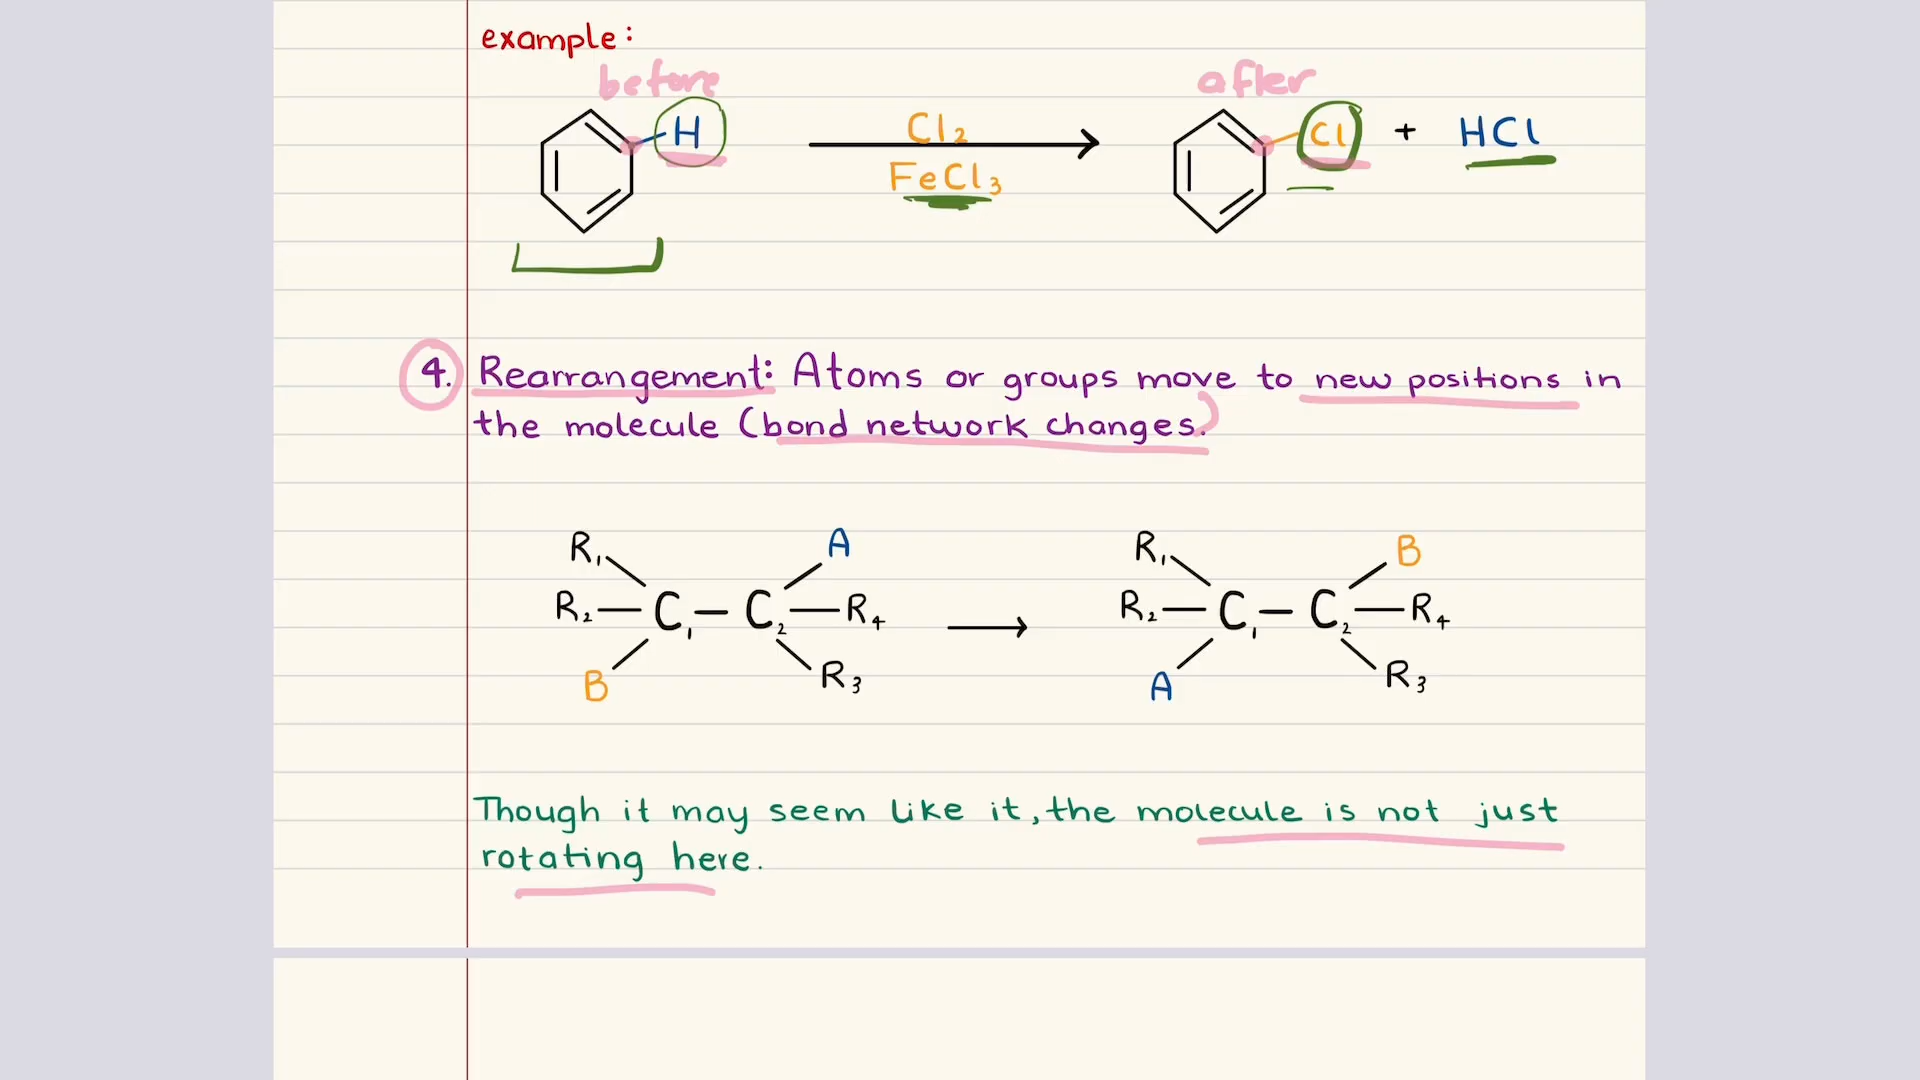 example:
before after
H Cl₂ Cl + HCl
FeCl₃
4. Rearrangement: Atoms or groups move to new positions in
the molecule (bond network changes.)
R₁ A R₁ B
R₂—C₁—C₂—R₄ → R₂—C₁—C₂—R₄
B R₃ A R₃
Though it may seem like it, the molecule is not just
rotating here.